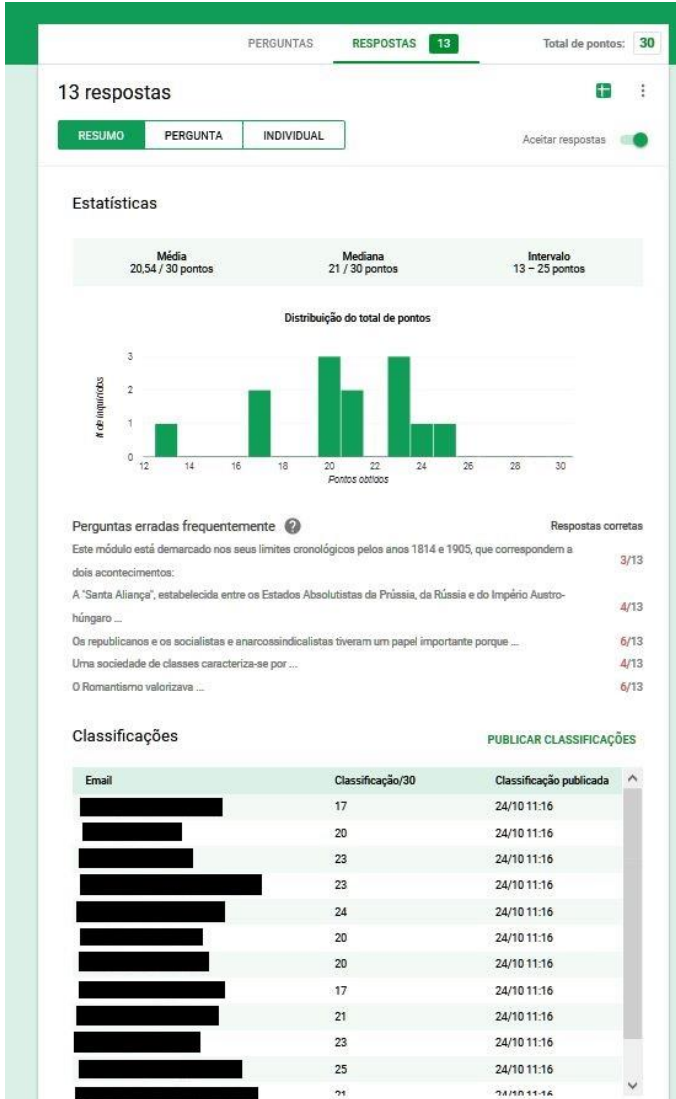 PERGUNTAS RESPOSTAS 13 Total de pontos: 30
13 respostas
RESUMO PERGUNTA INDIVIDUAL
Aceitar respostas
Estatísticas
Média Mediana Intervalo
20,54 / 30 pontos 21 / 30 pontos 13 – 25 pontos
Distribuição do total de pontos
3
2
1
0
# de inquiridos
12 14 16 18 20 22 24 26 28 30
Pontos obtidos
Perguntas erradas frequentemente ? Respostas corretas
Este módulo está demarcado nos seus limites cronológicos pelos anos 1814 e 1905, que correspondem a
dois acontecimentos: 3/13
A "Santa Aliança", estabelecida entre os Estados Absolutistas da Prússia, da Rússia e do Império Austro-
húngaro ... 4/13
Os republicanos e os socialistas e anarcossindicalistas tiveram um papel importante porque ... 6/13
Uma sociedade de classes caracteriza-se por ... 4/13
O Romantismo valorizava ... 6/13
Classificações PUBLICAR CLASSIFICAÇÕES
Email Classificação/30 Classificação publicada
17 24/10 11:16
20 24/10 11:16
23 24/10 11:16
23 24/10 11:16
24 24/10 11:16
20 24/10 11:16
20 24/10 11:16
17 24/10 11:16
21 24/10 11:16
23 24/10 11:16
25 24/10 11:16
21 24/10 11:16